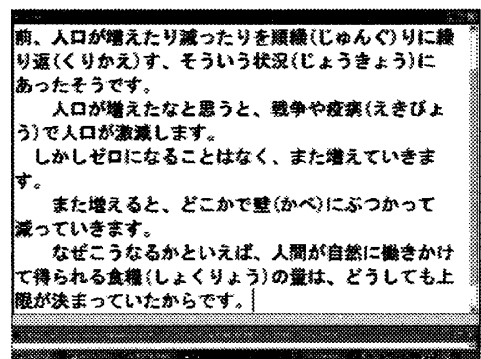 前、人口が増えたり減ったりを順繰(じゅんぐ)りに繰
り返(くりかえ)す、そういう状況(じょうきょう)に
あったそうです。
人口が増えたなと思うと、戦争や疫病(えきびょ
う)で人口が激減します。
しかしゼロになることはなく、また増えていきま
す。
また増えると、どこかで壁(かべ)にぶつかって
減っていきます。
なぜこうなるかといえば、人間が自然に働きかけ
て得られる食糧(しょくりょう)の量は、どうしても上
限が決まっていたからです。